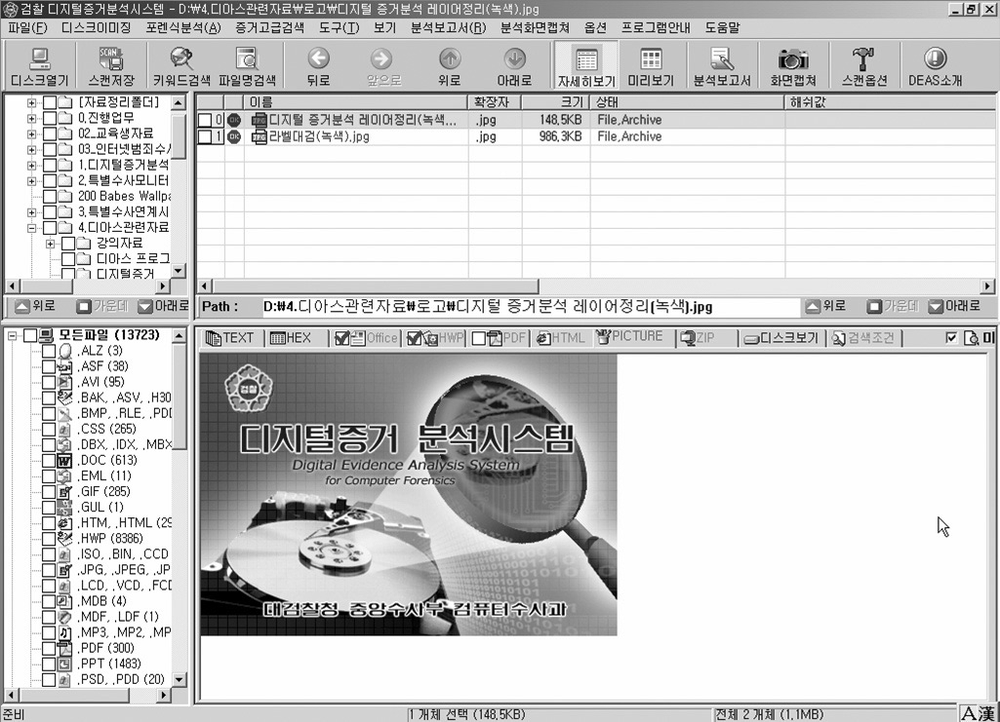 검찰 디지털증거분석시스템 - D:₩4.디아스관련자료₩로고₩디지털 증거분석 레이어정리(녹색).jpg
파일(F) 디스크이미징 포렌식분석(A) 증거고급검색 도구(T) 보기 분석보고서(R) 분석화면캡쳐 옵션 프로그램안내 도움말
SCAN
디스크열기 스캔저장 키워드검색 파일명검색 뒤로 앞으로 위로 아래로 자세히보기 미리보기 분석보고서 화면캡쳐 스캔옵션 DEAS소개
[자료정리폴더]
0.진행업무
02_교육생자료
03_인터넷범죄수사
1.디지털증거분석
2.특별수사모니터
200 Babes Wallpa
3.특별수사연계시
4.디아스관련자료
강의자료
디아스 프로그
디지털증거
이름 확장자 크기 상태 해쉬값
0 OK 디지털 증거분석 레이어정리(녹색... .jpg 148,5KB File,Archive
1 OK 라벨대검(녹색).jpg .jpg 986,3KB File,Archive
위로 가운데 아래로
Path : D:₩4.디아스관련자료₩로고₩디지털 증거분석 레이어정리(녹색).jpg 위로 가운데 아래로
모든파일 (13723)
.ALZ (3)
.ASF (38)
.AVI (95)
.BAK, .ASV, .H30
.BMP, .RLE, .PDD
.CSS (265)
.DBX, .IDX, .MBX
.DOC (613)
.EML (11)
.GIF (285)
.GUL (1)
.HTM, .HTML (29
.HWP (8386)
.ISO, .BIN, .CCD
.JPG, .JPEG, .JP
.LCD, .VCD, .FCD
.MDB (4)
.MDF, .LDF (1)
.MP3, .MP2, .MP
.PDF (300)
.PPT (1483)
.PSD, .PDD (20)
TEXT HEX Office HWP PDF HTML PICTURE ZIP 디스크보기 검색조건 미
검찰
디지털증거 분석시스템
Digital Evidence Analysis System
for Computer Forensics
대검찰청 중앙수사부 컴퓨터수사과
준비 1 개체 선택 (148,5KB) 전체 2 개체 (1,1MB) A漢